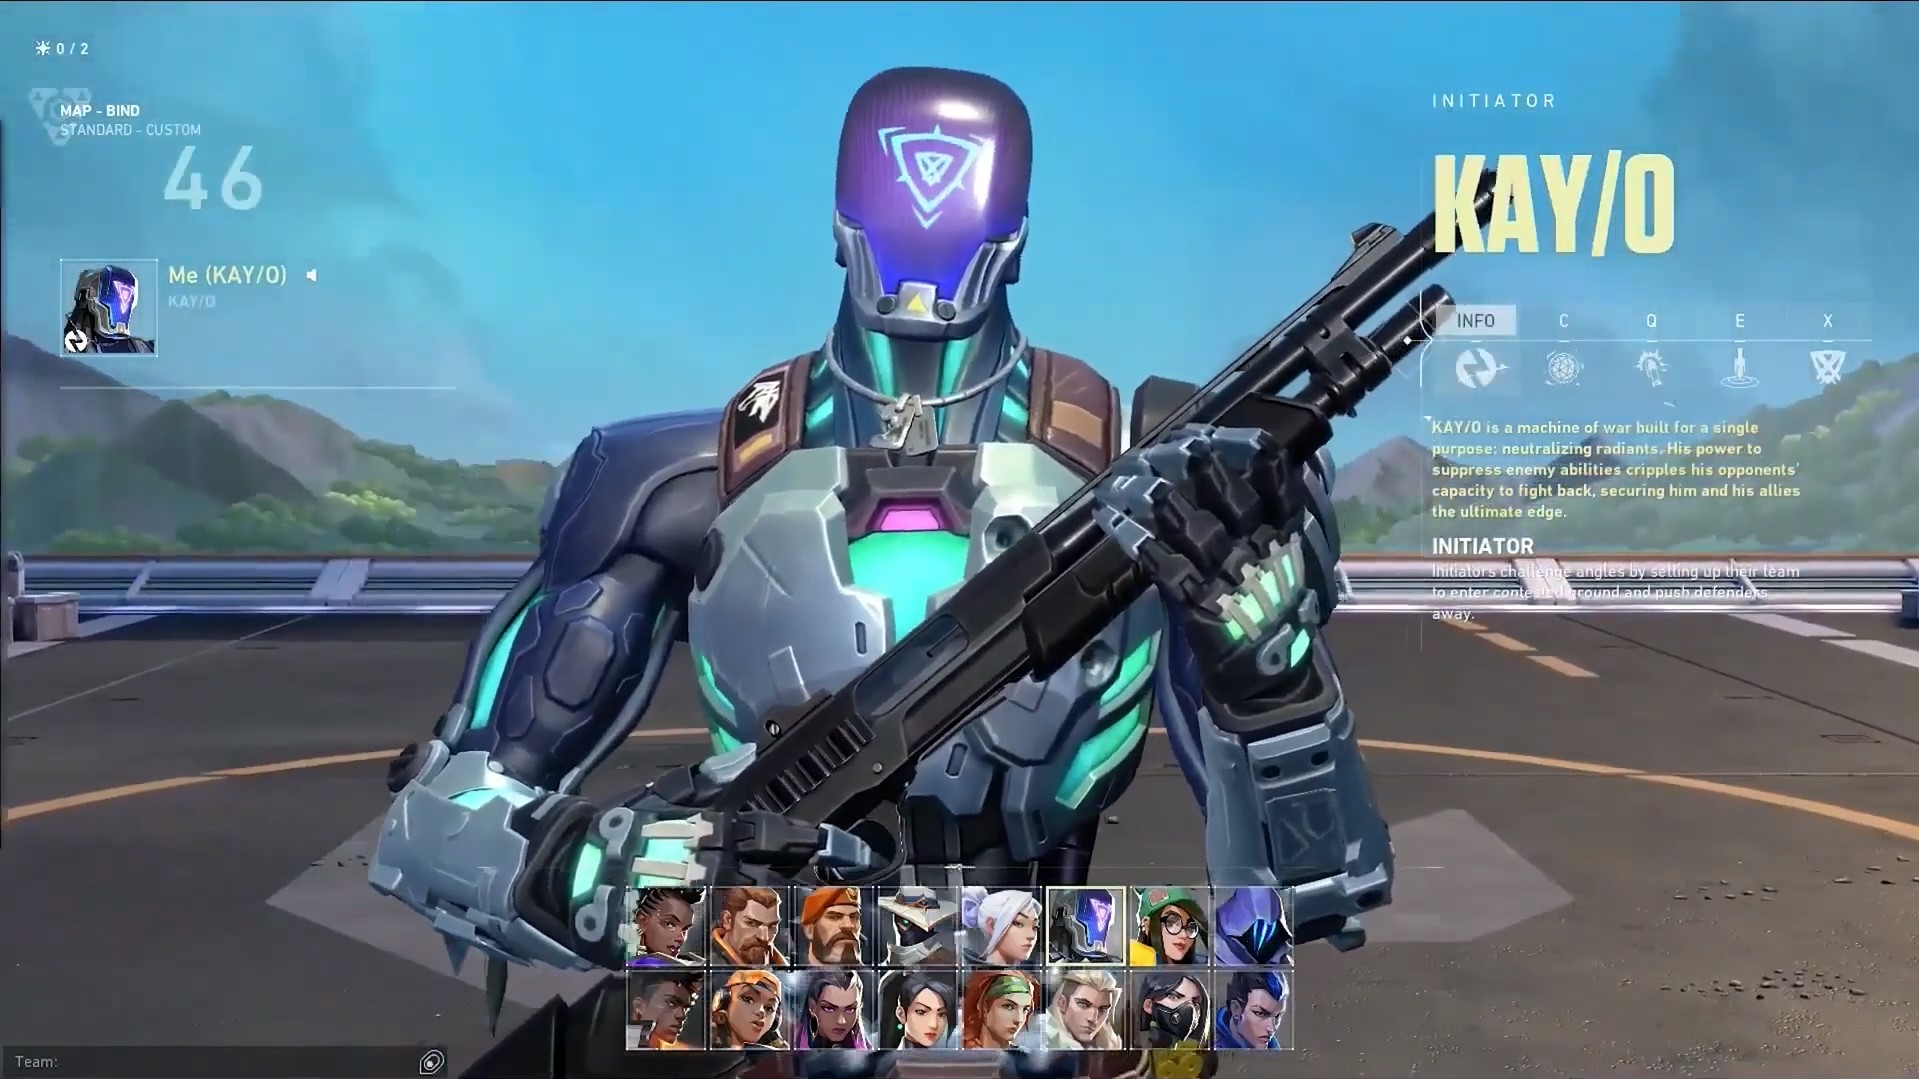 0 / 2
MAP - BIND
STANDARD - CUSTOM
46
Me (KAY/O)
KAY/O
INITIATOR
KAY/O
INFO C Q E X
KAY/O is a machine of war built for a single
purpose: neutralizing radiants. His power to
suppress enemy abilities cripples his opponents'
capacity to fight back, securing him and his allies
the ultimate edge.
INITIATOR
Initiators challenge angles by setting up their team
to enter contested ground and push defenders
away.
Team: